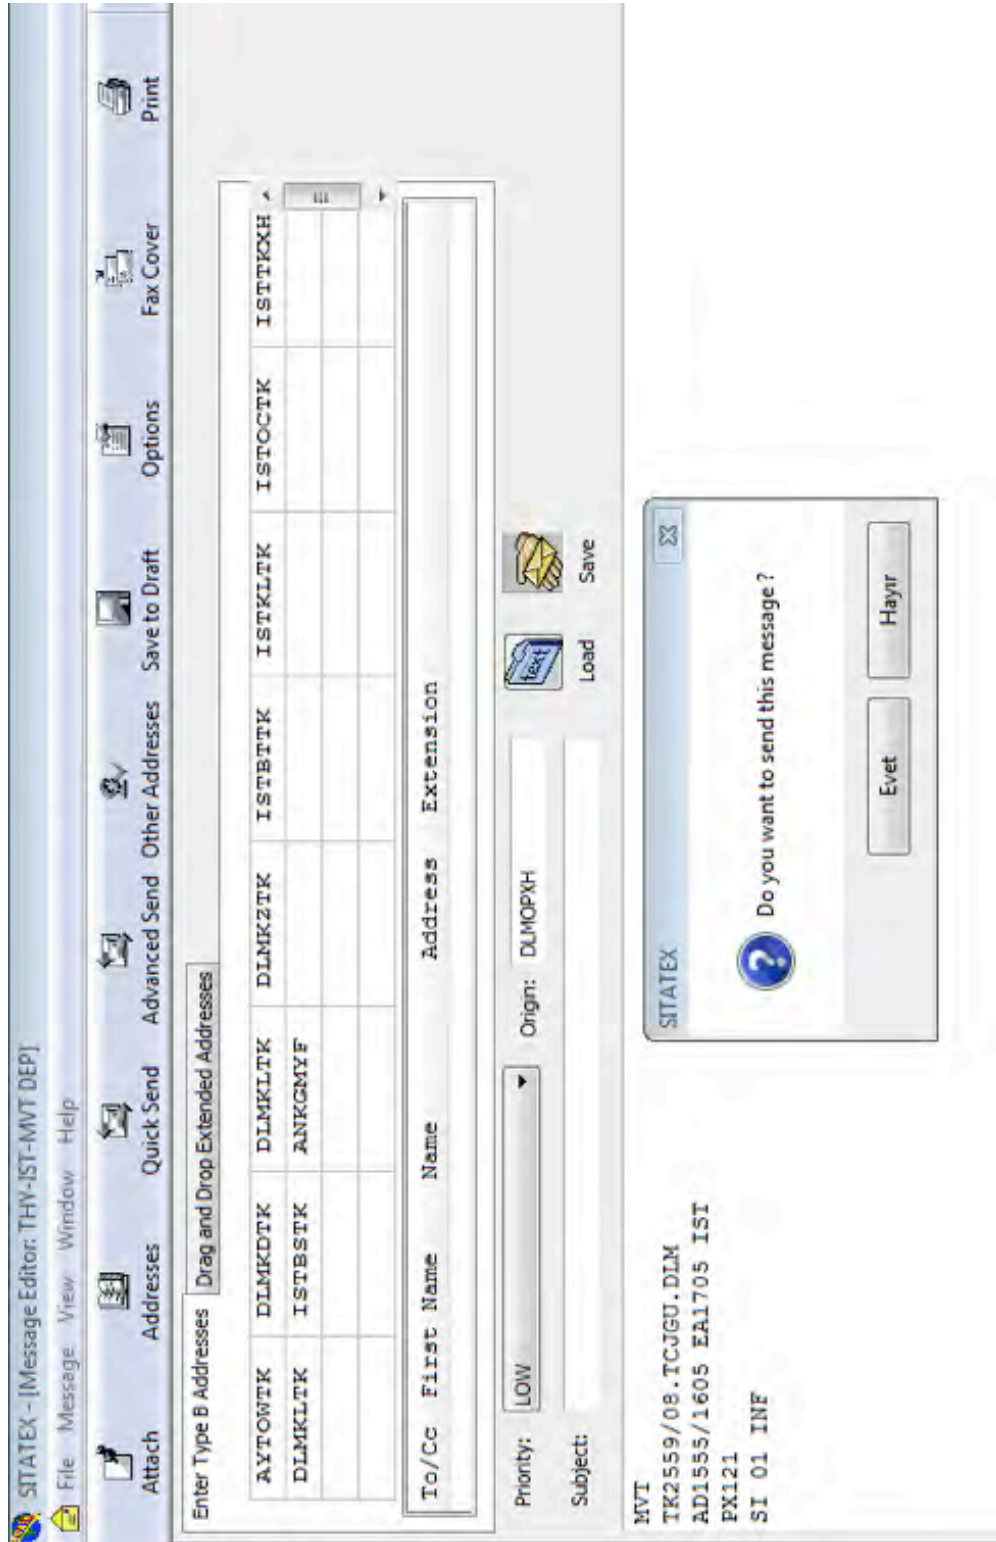 SITATEX - [Message Editor: THY-IST-MVT DEP]
File Message View Window Help
Attach Addresses Quick Send Advanced Send Other Addresses Save to Draft Options Fax Cover Print
Enter Type B Addresses Drag and Drop Extended Addresses
AYTOWTK DLMKDTK DLMKLTK DLMKZTK ISTBTTK ISTKLTK ISTOCTK ISTTKXH
DLMKLTK ISTBSTK ANKGMYF
To/Cc First Name Name Address Extension
Priority: LOW Origin: DLMOPXH text Load Save
Subject:
MVT
TK2559/08.TCJGU.DLM
AD1555/1605 EA1705 IST
PX121
SI 01 INF
SITATEX
Do you want to send this message ?
Evet Hayır